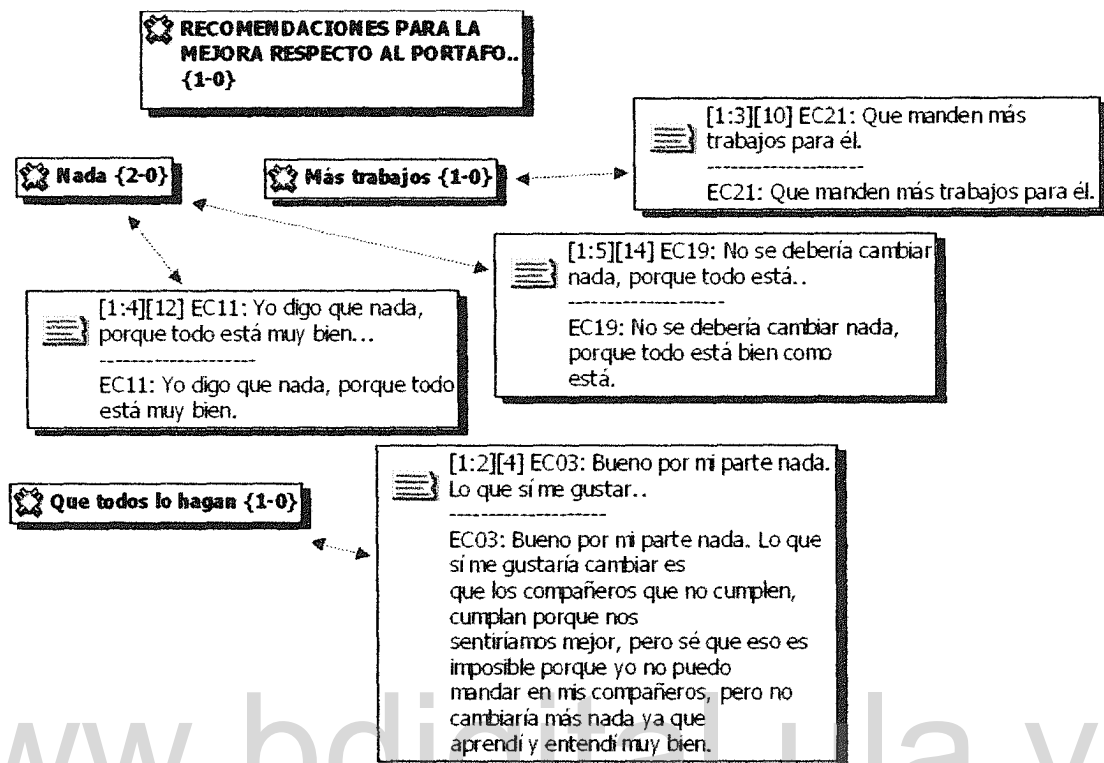 RECOMENDACIONES PARA LA
MEJORA RESPECTO AL PORTAFO..
{1-0}
[1:3][10] EC21: Que manden más
trabajos para él.
--------------------
EC21: Que manden más trabajos para él.
Nada {2-0}
Más trabajos {1-0}
[1:5][14] EC19: No se debería cambiar
nada, porque todo está..
--------------------
EC19: No se debería cambiar nada,
porque todo está bien como
está.
[1:4][12] EC11: Yo digo que nada,
porque todo está muy bien...
--------------------
EC11: Yo digo que nada, porque todo
está muy bien.
Que todos lo hagan {1-0}
[1:2][4] EC03: Bueno por mi parte nada.
Lo que sí me gustar..
--------------------
EC03: Bueno por mi parte nada. Lo que
sí me gustaría cambiar es
que los compañeros que no cumplen,
cumplan porque nos
sentiríamos mejor, pero sé que eso es
imposible porque yo no puedo
mandar en mis compañeros, pero no
cambiaría más nada ya que
aprendí y entendí muy bien.
www.bdigital.ula.v